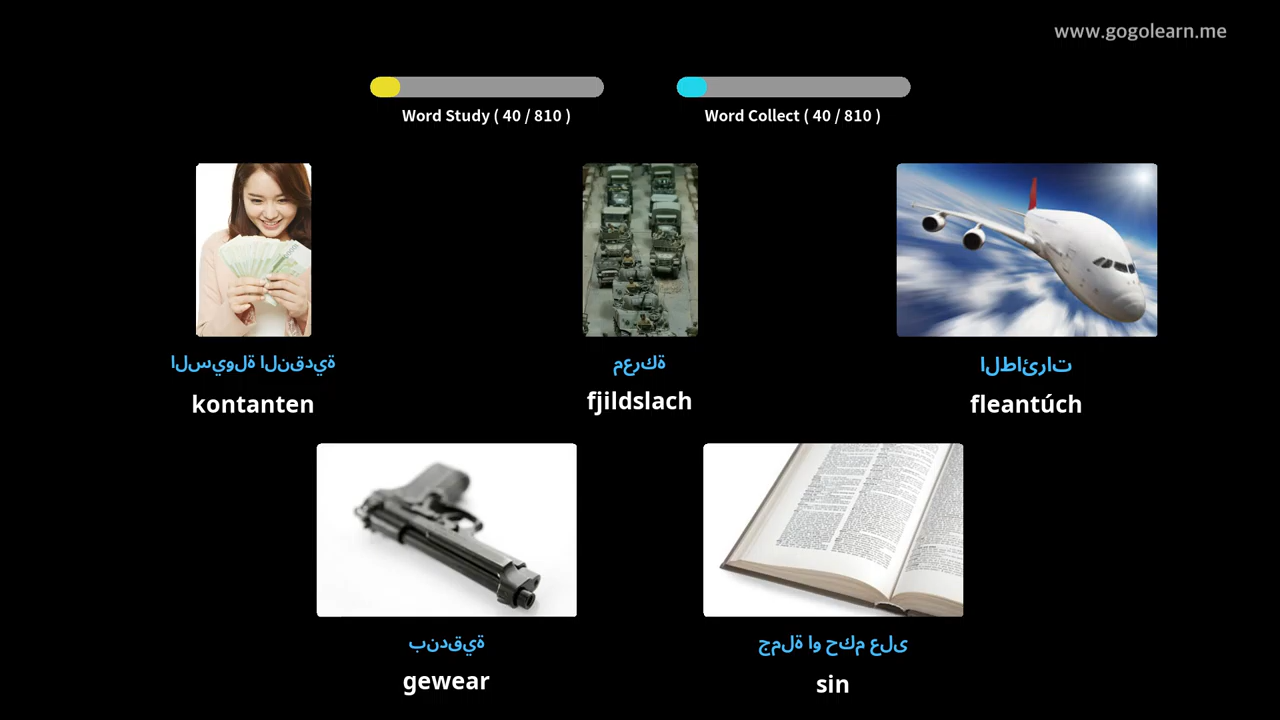 www.gogolearn.me
Word Study ( 40 / 810 )
Word Collect ( 40 / 810 )
السيولة النقدية
kontanten
معركة
fjildslach
الطائرات
fleantúch
بندقية
gewear
جملة او حكم على
sin